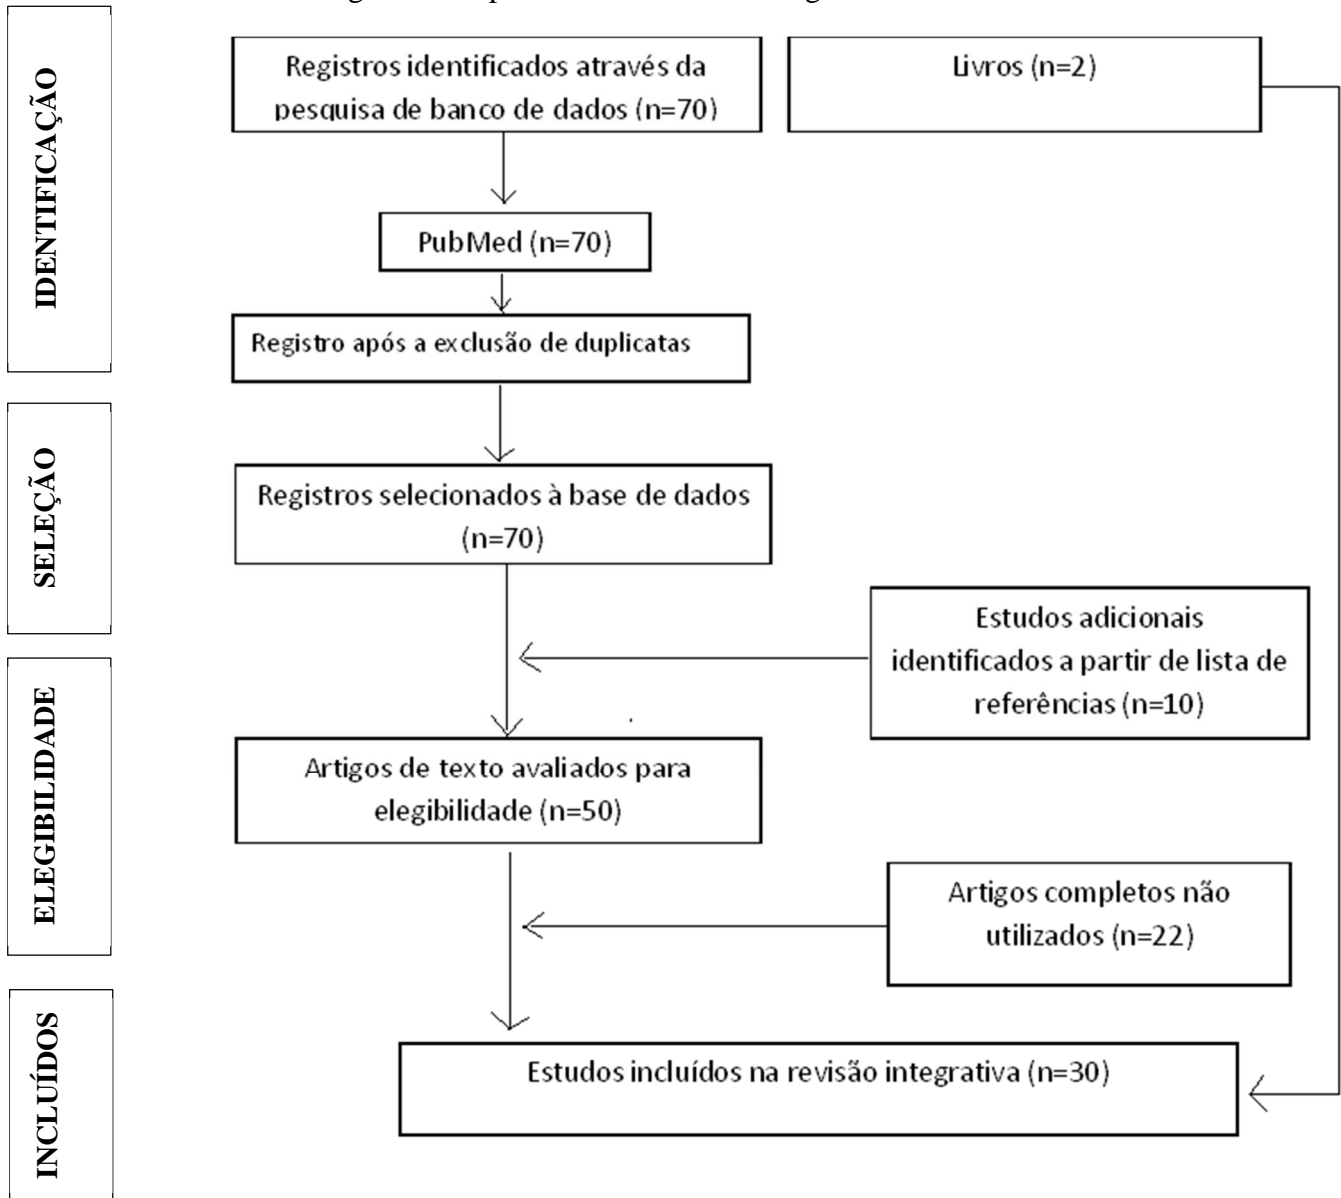 IDENTIFICAÇÃO
Registros identificados através da
pesquisa de banco de dados (n=70)
Livros (n=2)
PubMed (n=70)
Registro após a exclusão de duplicatas
SELEÇÃO
Registros selecionados à base de dados
(n=70)
Estudos adicionais
identificados a partir de lista de
referências (n=10)
ELEGIBILIDADE
Artigos de texto avaliados para
elegibilidade (n=50)
Artigos completos não
utilizados (n=22)
INCLUÍDOS
Estudos incluídos na revisão integrativa (n=30)